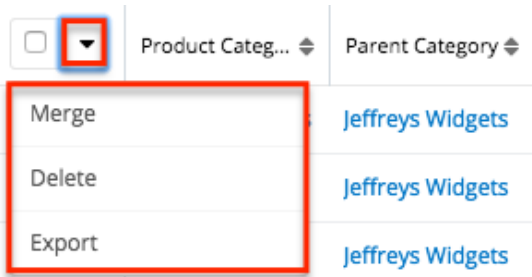 Product Categ... Parent Category
Merge Jeffreys Widgets
Delete Jeffreys Widgets
Export Jeffreys Widgets